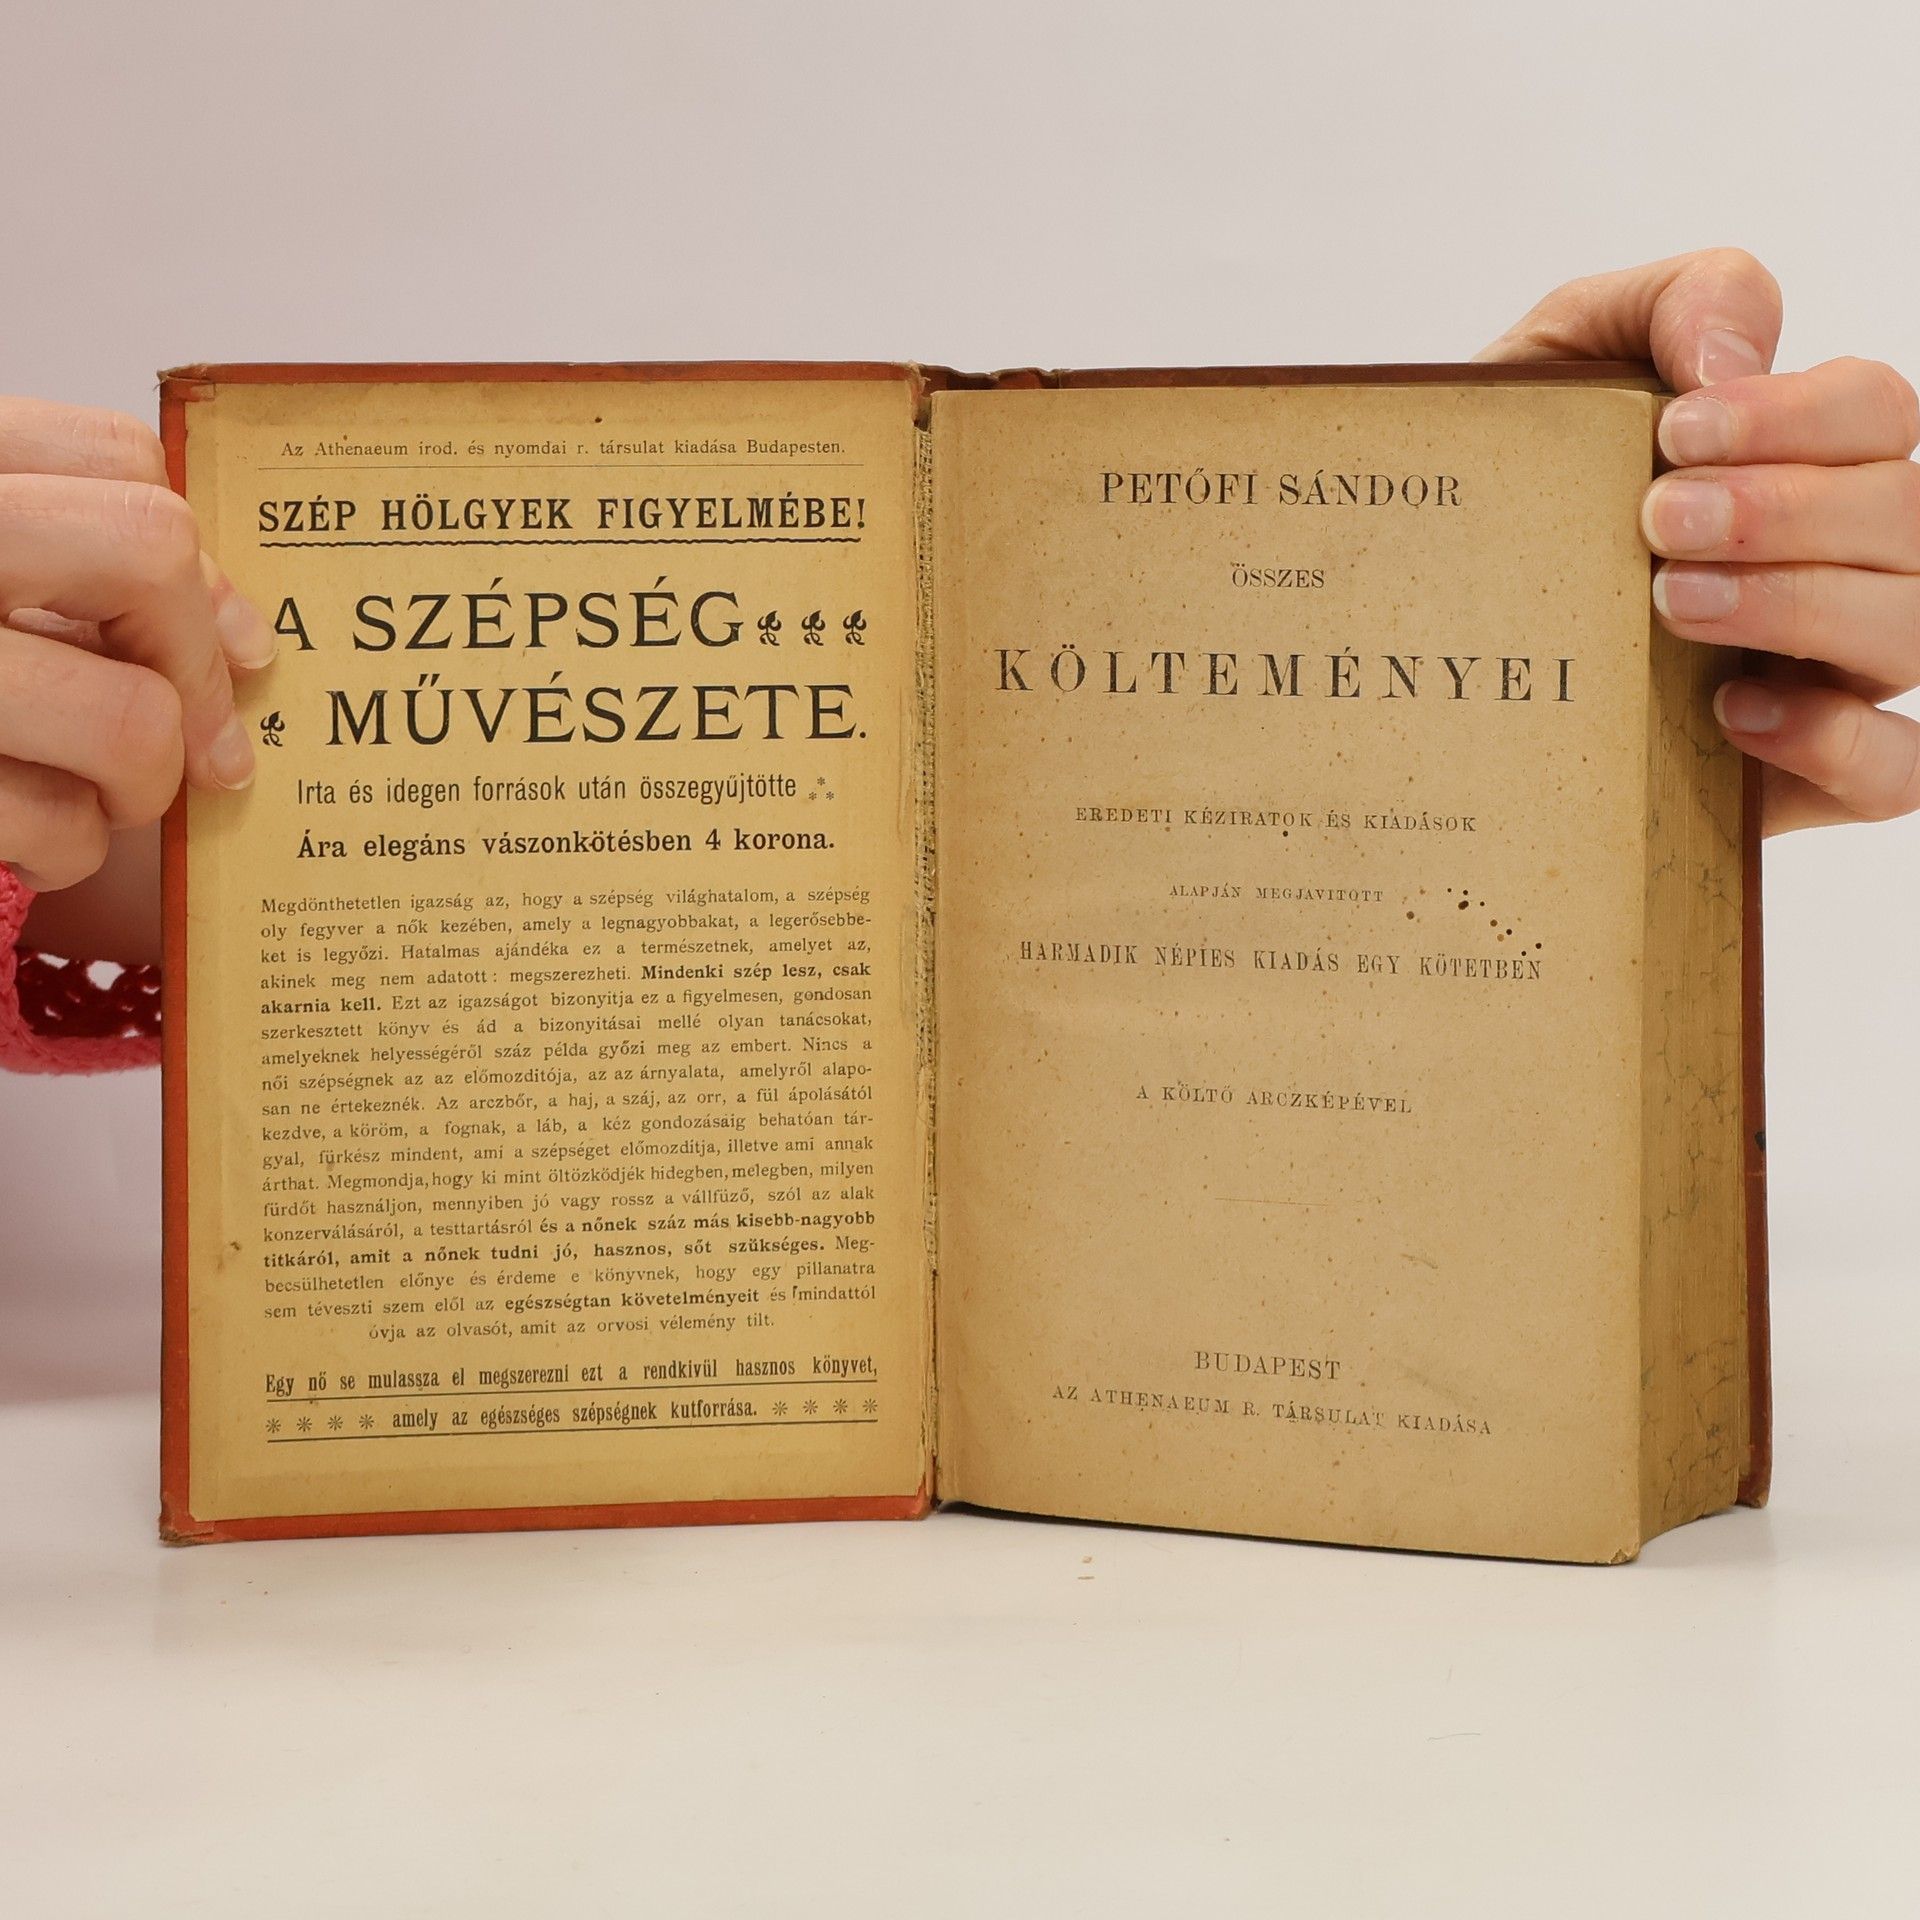 Az Athenaeum irod. és nyomdai r. társulat kiadása Budapesten.
SZÉP HÖLGYEK FIGYELMÉBE!
A SZÉPSÉG
MŰVÉSZETE.
Irta és idegen források után összegyűjtötte
Ára elegáns vászonkötésben 4 korona.
Megdönthetetlen igazság az, hogy a szépség világhatalom, a szépség
oly fegyver a nők kezében, amely a legnagyobbakat, a legerősebbe-
ket is legyőzi. Hatalmas ajándéka ez a természetnek, amelyet az,
akinek meg nem adatott: megszerezheti. Mindenki szép lesz, csak
akarnia kell. Ezt az igazságot bizonyitja ez a figyelmesen, gondosan
szerkesztett könyv és ád a bizonyitásai mellé olyan tanácsokat,
amelyeknek helyességéről száz példa győzi meg az embert. Nincs a
női szépségnek az az előmozditója, az az árnyalata, amelyről alapo-
san ne értekeznék. Az arczbőr, a haj, a száj, az orr, a fül ápolásától
kezdve, a köröm, a fognak, a láb, a kéz gondozásáig behatóan tár-
gyal, fürkész mindent, ami a szépséget előmozdítja, illetve ami annak
árthat. Megmondja, hogy ki mint öltözködjék hidegben, melegben, milyen
fürdőt használjon, mennyiben jó vagy rossz a vállfüző, szól az alak
konzerválásáról, a testtartásról és a nőnek száz más kisebb-nagyobb
titkáról, amit a nőnek tudni jó, hasznos, sőt szükséges. Meg-
becsülhetetlen előnye és érdeme e könyvnek, hogy egy pillanatra
sem téveszti szem elől az egészségtan követelményeit és mindattól
óvja az olvasót, amit az orvosi vélemény tilt.
Egy nő se mulassza el megszerezni ezt a rendkivül hasznos könyvet,
amely az egészséges szépségnek kutforrása.
PETŐFI SÁNDOR
ÖSSZES
KÖLTEMÉNYEI
EREDETI KÉZIRATOK ÉS KIADÁSOK
ALAPJÁN MEGJAVITOTT
HARMADIK NÉPIES KIADÁS EGY KÖTETBEN
A KÖLTŐ ARCZKÉPÉVEL
BUDAPEST
AZ ATHENAEUM R. TÁRSULAT KIADÁSA